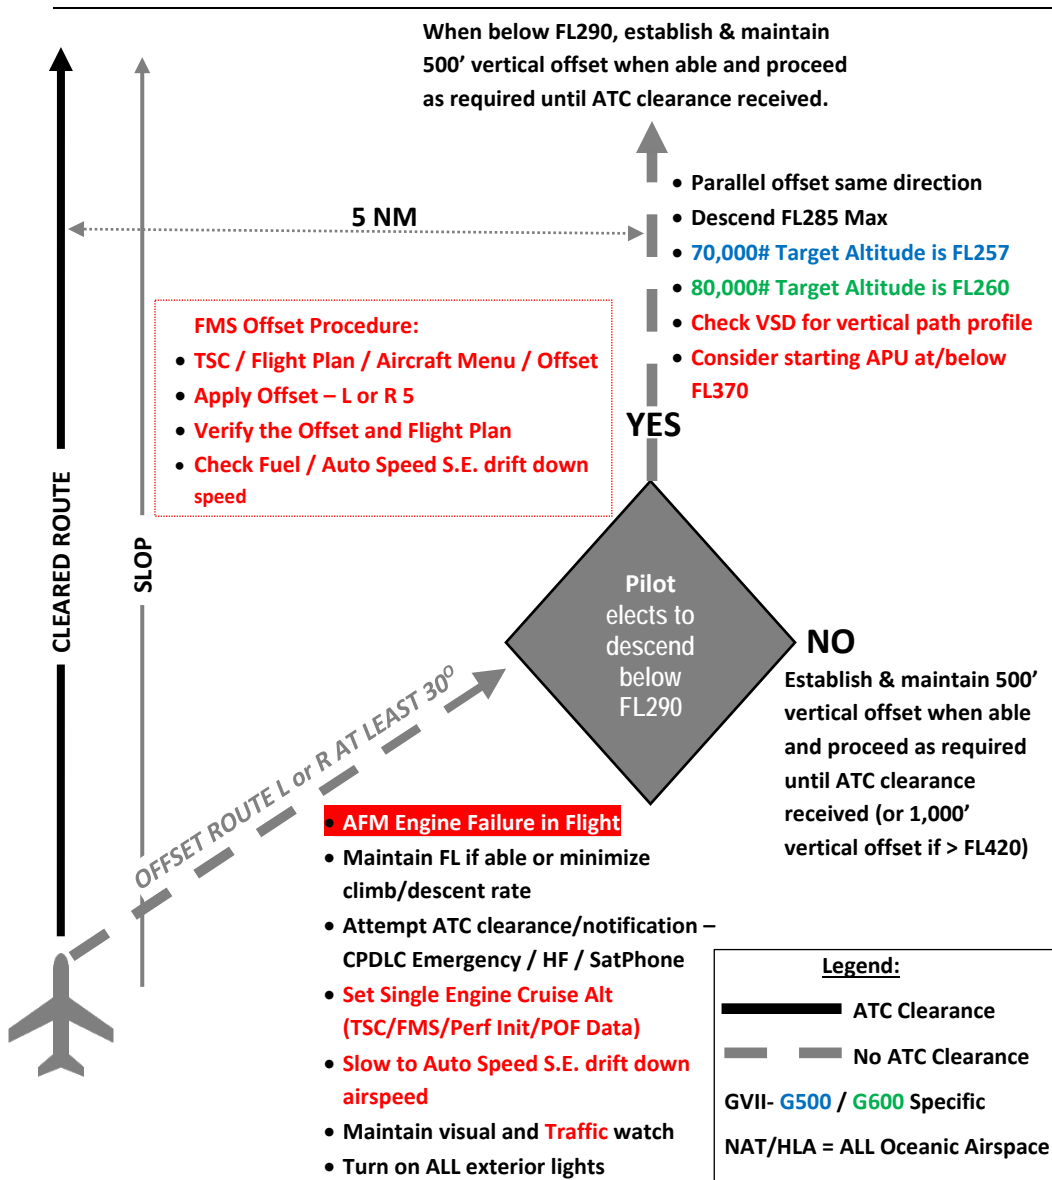 When below FL290, establish & maintain
500’ vertical offset when able and proceed
as required until ATC clearance received.
• Parallel offset same direction
• Descend FL285 Max
• 70,000# Target Altitude is FL257
• 80,000# Target Altitude is FL260
• Check VSD for vertical path profile
• Consider starting APU at/below
FL370
5 NM
FMS Offset Procedure:
• TSC / Flight Plan / Aircraft Menu / Offset
• Apply Offset – L or R 5
• Verify the Offset and Flight Plan
• Check Fuel / Auto Speed S.E. drift down
speed
YES
CLEARED ROUTE
SLOP
Pilot
elects to
descend
below
FL290
NO
Establish & maintain 500’
vertical offset when able
and proceed as required
until ATC clearance
received (or 1,000’
vertical offset if > FL420)
OFFSET ROUTE L or R AT LEAST 30O
• AFM Engine Failure in Flight
• Maintain FL if able or minimize
climb/descent rate
• Attempt ATC clearance/notification –
CPDLC Emergency / HF / SatPhone
• Set Single Engine Cruise Alt
(TSC/FMS/Perf Init/POF Data)
• Slow to Auto Speed S.E. drift down
airspeed
• Maintain visual and Traffic watch
• Turn on ALL exterior lights
Legend:
ATC Clearance
No ATC Clearance
GVII- G500 / G600 Specific
NAT/HLA = ALL Oceanic Airspace